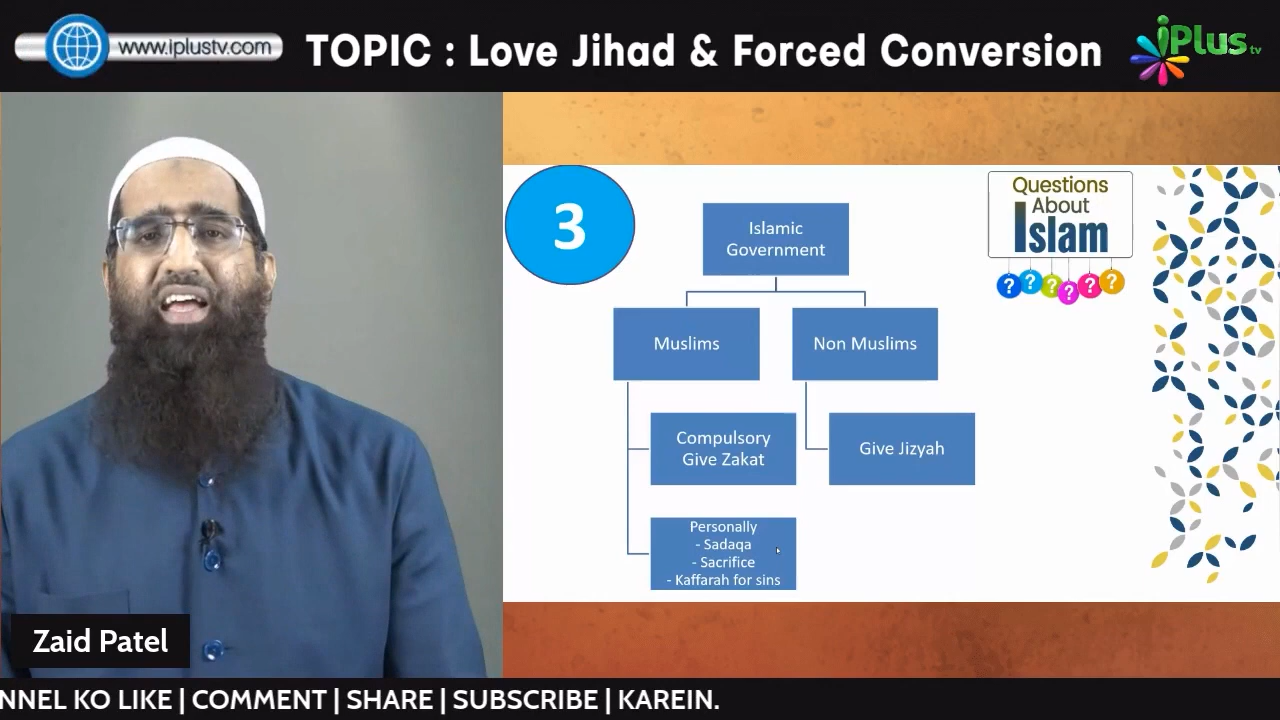 www.iplustv.com
TOPIC : Love Jihad & Forced Conversion
iPlus tv
3
Islamic
Government
Questions
About
Islam
? ? ? ? ? ?
Muslims
Non Muslims
Compulsory
Give Zakat
Give Jizyah
Personally
- Sadaqa
- Sacrifice
- Kaffarah for sins
Zaid Patel
NNEL KO LIKE | COMMENT | SHARE | SUBSCRIBE | KAREIN.